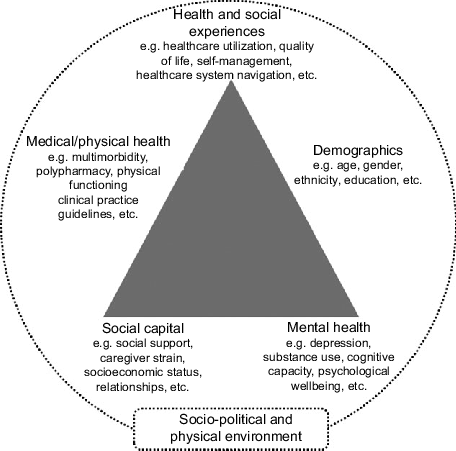 Health and social
experiences
e.g. healthcare utilization, quality
of life, self-management,
healthcare system navigation, etc.
Medical/physical health
e.g. multimorbidity,
polypharmacy, physical
functioning
clinical practice
guidelines, etc.
Demographics
e.g. age, gender,
ethnicity, education, etc.
Social capital
e.g. social support,
caregiver strain,
socioeconomic status,
relationships, etc.
Mental health
e.g. depression,
substance use, cognitive
capacity, psychological
wellbeing, etc.
Socio-political and
physical environment